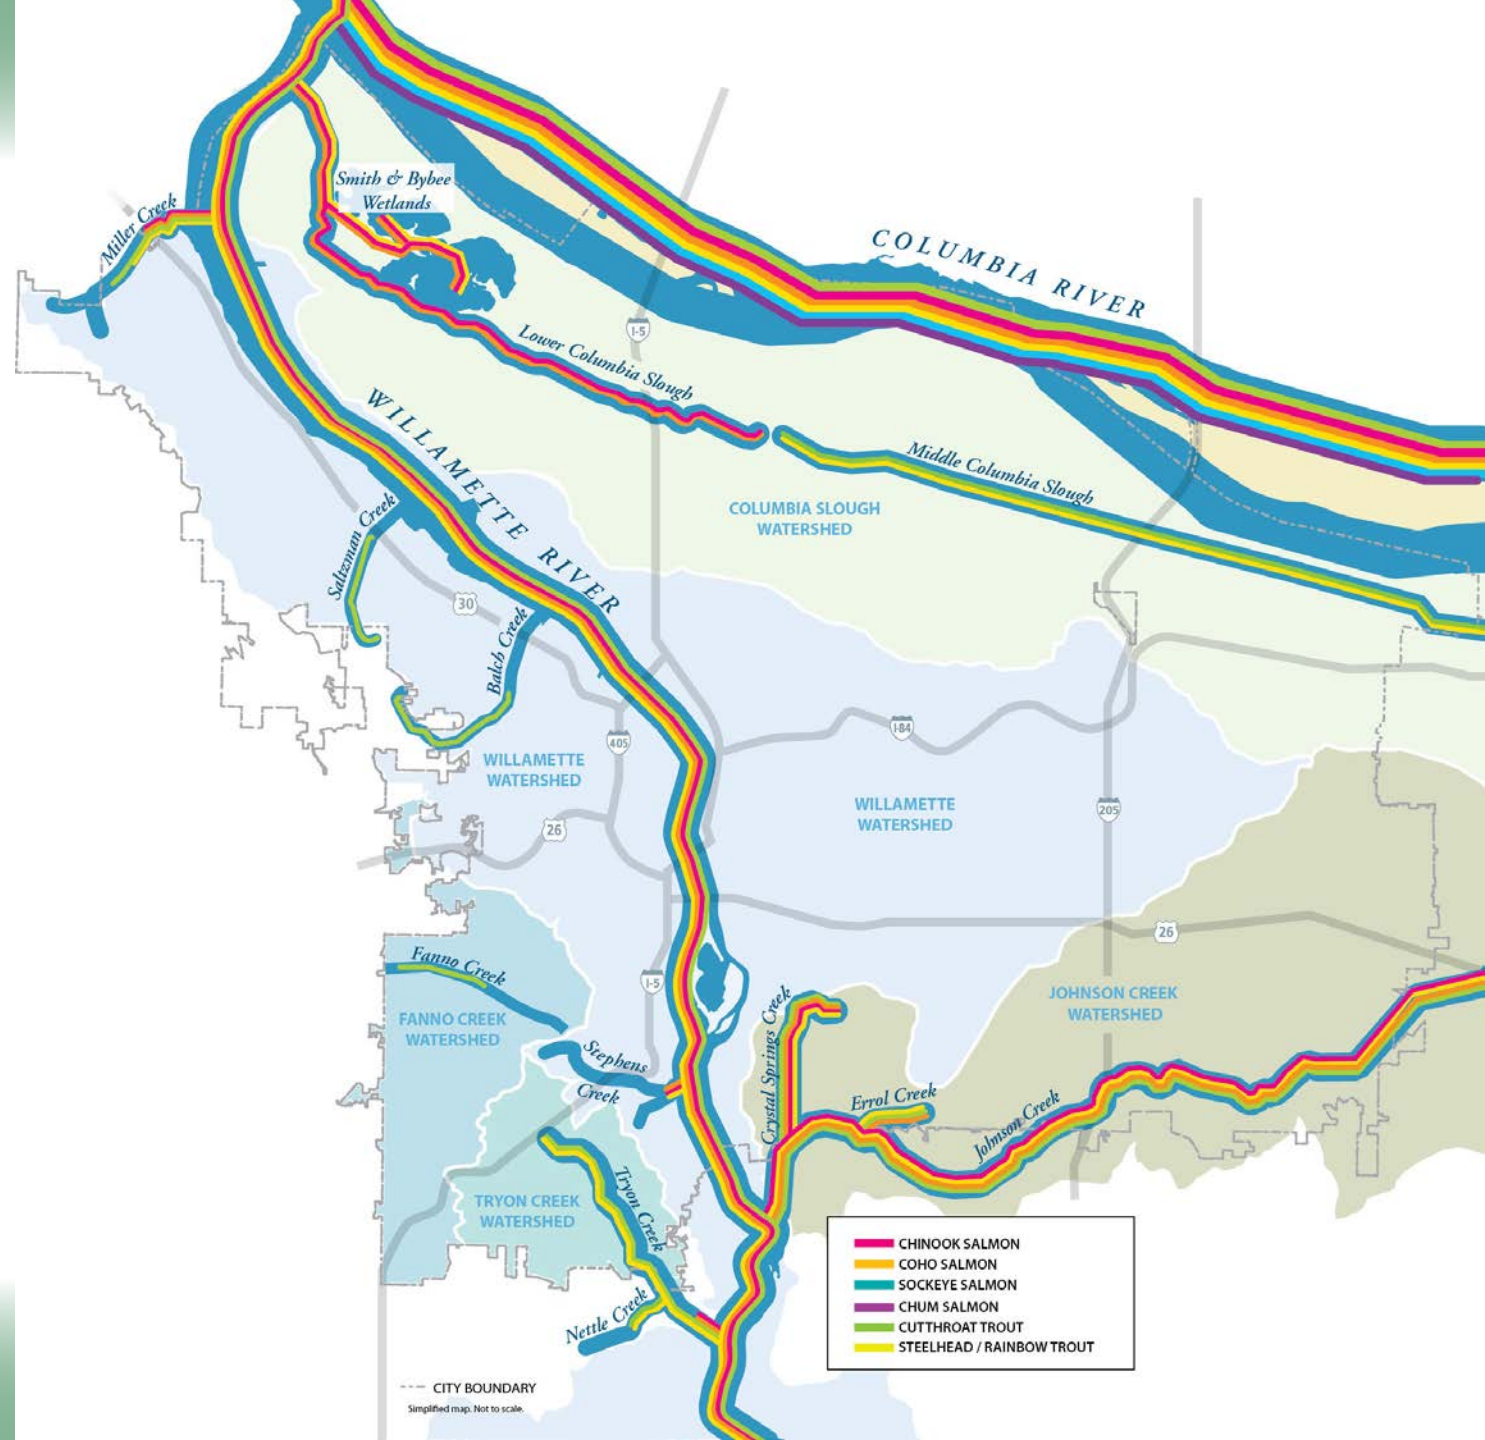 Smith & Bybee
Wetlands
Miller Creek
COLUMBIA RIVER
I-5
Lower Columbia Slough
WILLAMETTE RIVER
Middle Columbia Slough
COLUMBIA SLOUGH
WATERSHED
Saltzman Creek
30
Balch Creek
405
I-84
WILLAMETTE
WATERSHED
WILLAMETTE
WATERSHED
205
26
26
Fanno Creek
I-5
FANNO CREEK
WATERSHED
JOHNSON CREEK
WATERSHED
Crystal Springs Creek
Stephens
Creek
Errol Creek
Johnson Creek
Tryon Creek
TRYON CREEK
WATERSHED
Nettle Creek
CHINOOK SALMON
COHO SALMON
SOCKEYE SALMON
CHUM SALMON
CUTTHROAT TROUT
STEELHEAD / RAINBOW TROUT
CITY BOUNDARY
Simplified map. Not to scale.